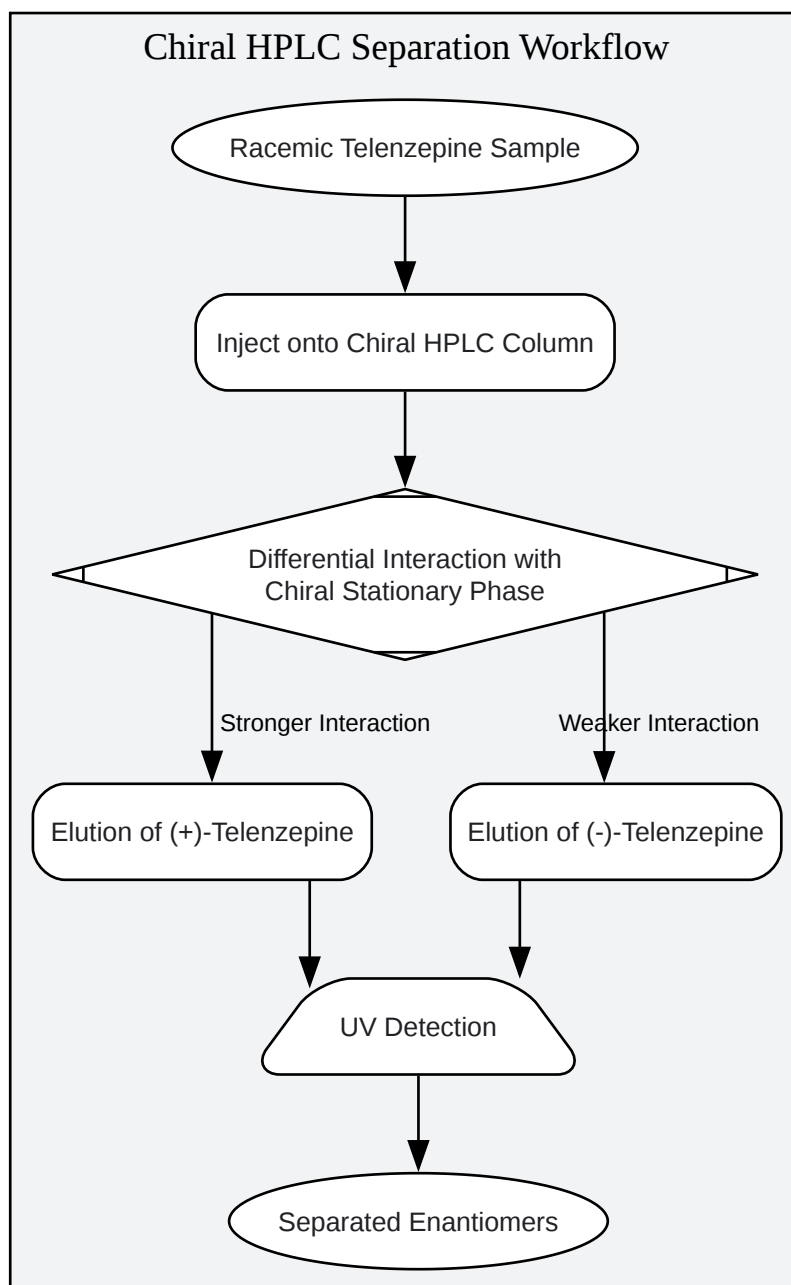 Chiral HPLC Separation Workflow
Racemic Telenzepine Sample
Inject onto Chiral HPLC Column
Differential Interaction with
Chiral Stationary Phase
Stronger Interaction
Weaker Interaction
Elution of (+)-Telenzepine
Elution of (-)-Telenzepine
UV Detection
Separated Enantiomers